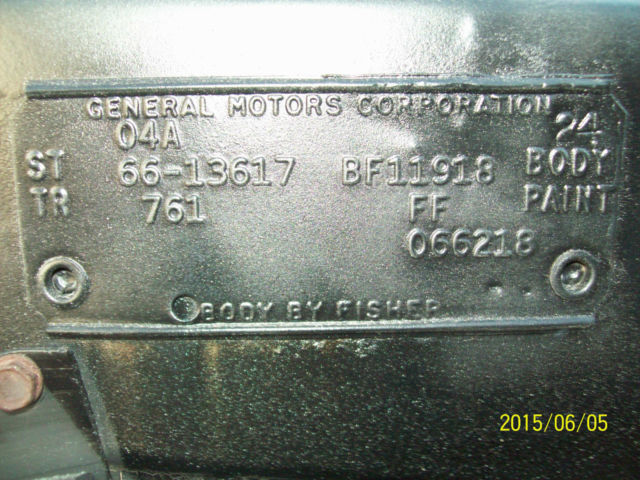 GENERAL MOTORS CORPORATION
04A 24
ST 66-13617 BF11918 BODY
TR 761 FF PAINT
066218
BODY BY FISHER
2015/06/05